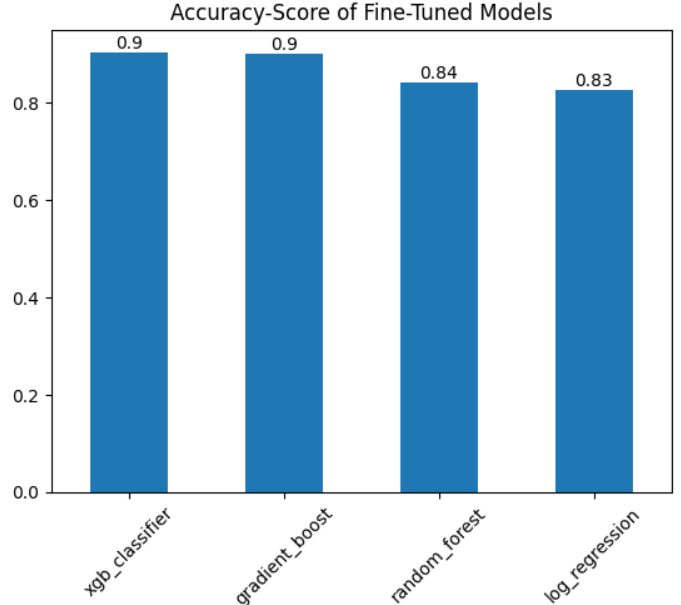 Accuracy-Score of Fine-Tuned Models
0.9
0.9
0.84
0.83
0.8
0.6
0.4
0.2
0.0
xgb_classifier
gradient_boost
random_forest
log_regression